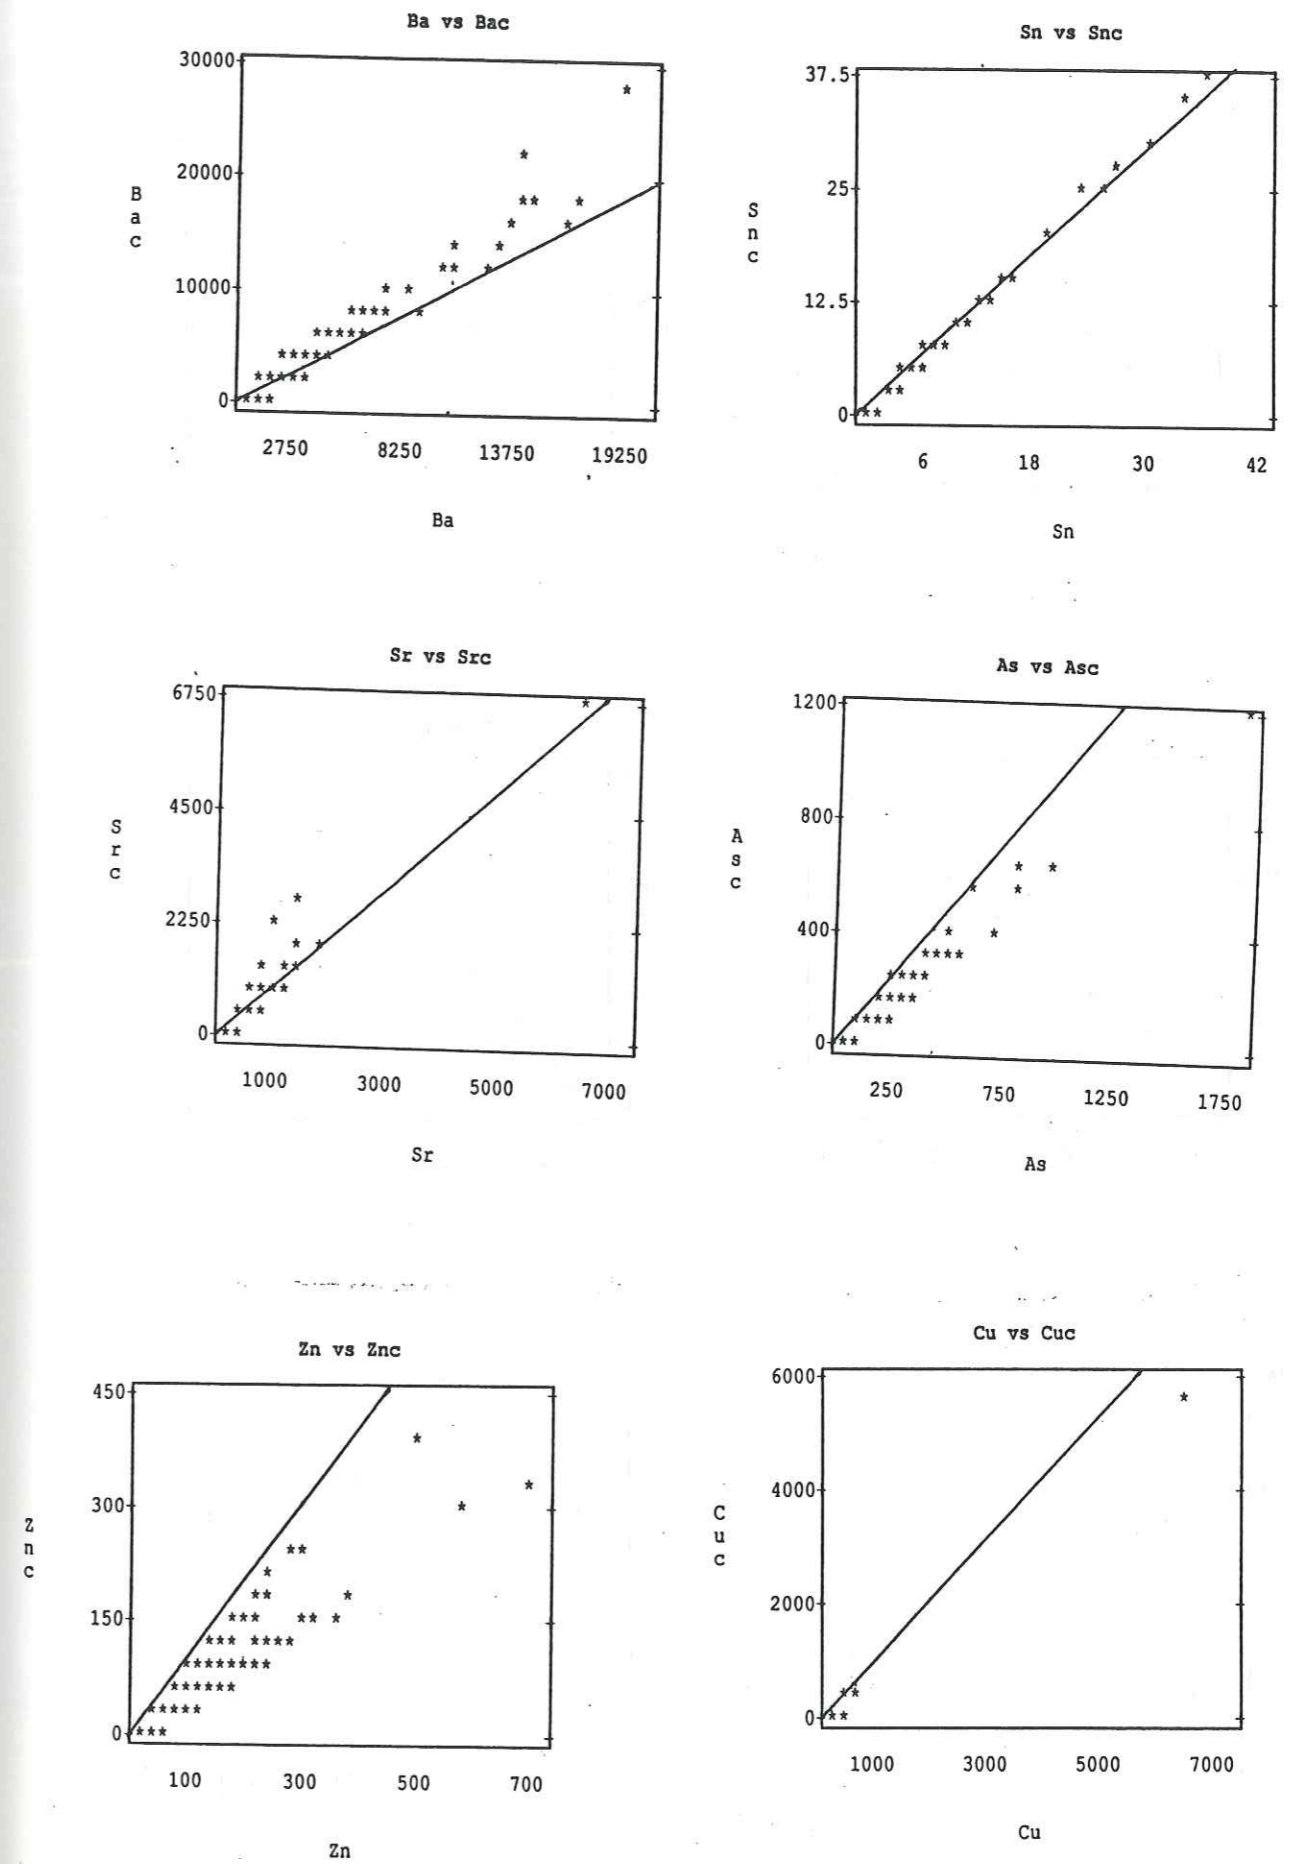 Ba vs Bac
30000
20000
10000
0
B
a
c
2750 8250 13750 19250
Ba
Sn vs Snc
37.5
25
12.5
0
S
n
c
6 18 30 42
Sn
Sr vs Src
6750
4500
2250
0
S
r
c
1000 3000 5000 7000
Sr
As vs Asc
1200
800
400
0
A
s
c
250 750 1250 1750
As
Zn vs Znc
450
300
150
0
Z
n
c
100 300 500 700
Zn
Cu vs Cuc
6000
4000
2000
0
C
u
c
1000 3000 5000 7000
Cu